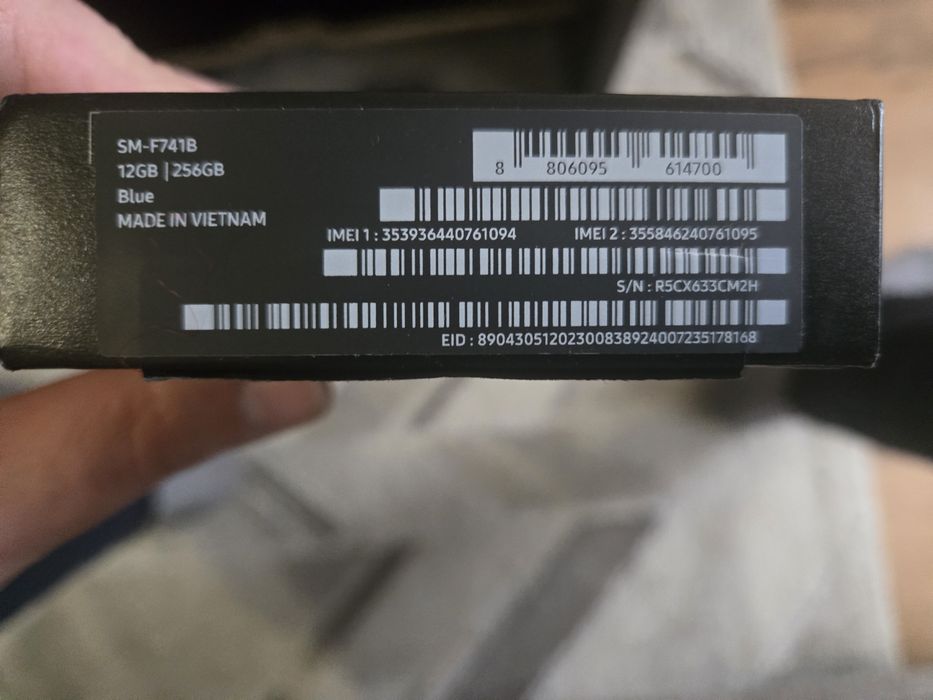 SM-F741B
12GB | 256GB
Blue
MADE IN VIETNAM
8 806095 614700
IMEI 1 : 353936440761094 IMEI 2 : 355846240761095
S/N : R5CX633CM2H
EID : 89043051202300838924007235178168